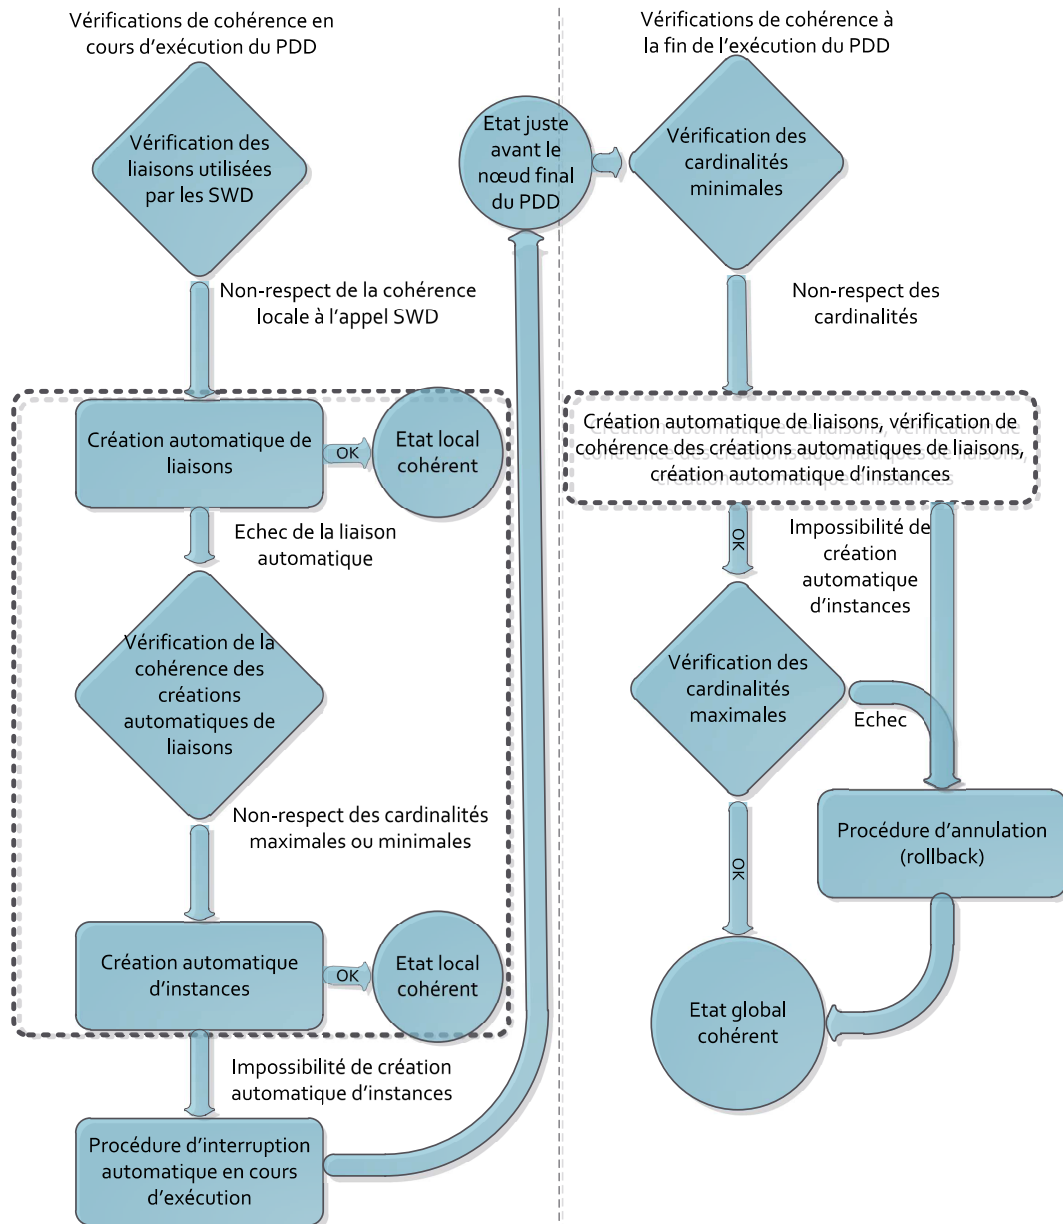 Vérifications de cohérence en
cours d'exécution du PDD
Vérification des
liaisons utilisées
par les SWD
Non-respect de la cohérence
locale à l'appel SWD
Création automatique de
liaisons
OK
Etat local
cohérent
Echec de la liaison
automatique
Vérification de la
cohérence des
créations
automatiques de
liaisons
Non-respect des cardinalités
maximales ou minimales
Création automatique
d'instances
OK
Etat local
cohérent
Impossibilité de création
automatique d'instances
Procédure d'interruption
automatique en cours
d'exécution
Etat juste
avant le
nœud final
du PDD
Vérifications de cohérence à
la fin de l'exécution du PDD
Vérification des
cardinalités
minimales
Non-respect des
cardinalités
Création automatique de liaisons, vérification de
cohérence des créations automatiques de liaisons,
création automatique d'instances
OK
Impossibilité de
création
automatique
d'instances
Vérification des
cardinalités
maximales
Echec
Procédure d'annulation
(rollback)
OK
Etat global
cohérent